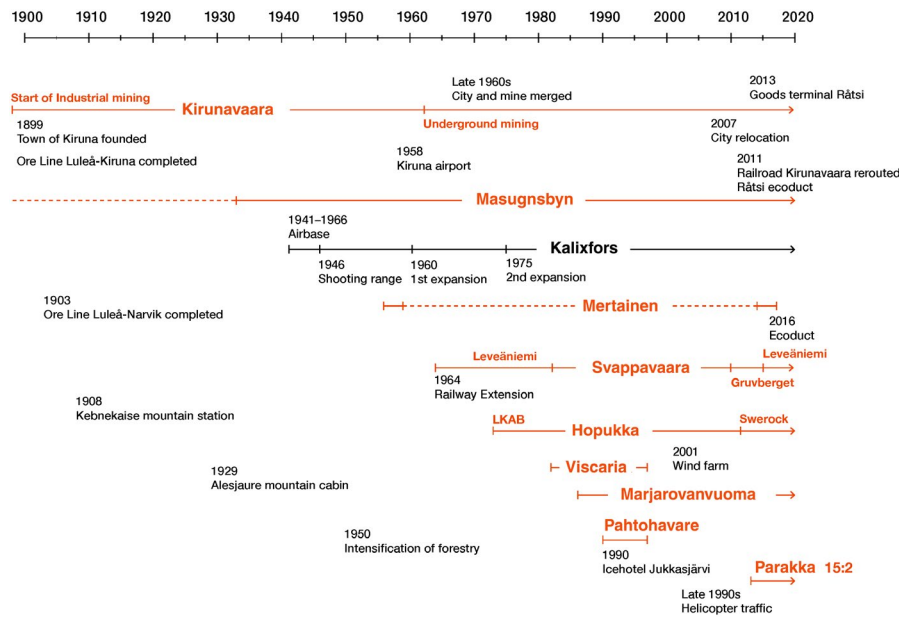 1900 1910 1920 1930 1940 1950 1960 1970 1980 1990 2000 2010 2020
Late 1960s
City and mine merged
2013
Goods terminal Råtsi
Start of Industrial mining
Kirunavaara
Underground mining
1899
Town of Kiruna founded
Ore Line Luleå-Kiruna completed
1958
Kiruna airport
2007
City relocation
2011
Railroad Kirunavaara rerouted
Råtsi ecoduct
Masugnsbyn
1941–1966
Airbase
Kalixfors
1946
Shooting range
1960
1st expansion
1975
2nd expansion
1903
Ore Line Luleå-Narvik completed
Mertainen
2016
Ecoduct
Leveäniemi
Svappavaara
Leveäniemi
Gruvberget
1964
Railway Extension
1908
Kebnekaise mountain station
LKAB
Hopukka
Swerock
2001
Wind farm
Viscaria
1929
Alesjaure mountain cabin
Marjarovanvuoma
Pahtohavare
1950
Intensification of forestry
1990
Icehotel Jukkasjärvi
Parakka 15:2
Late 1990s
Helicopter traffic